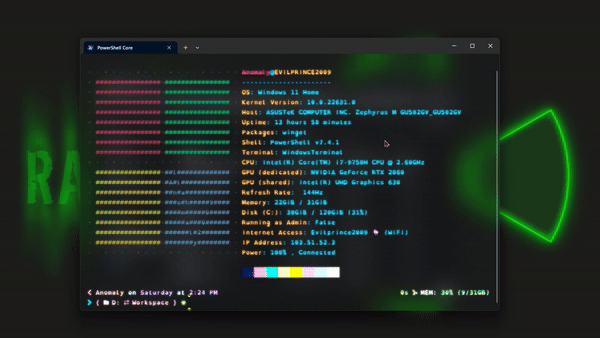 PowerShell Core
RA
Anomaly@EVILPRINCE2009
OS: Windows 11 Home
Kernel Version: 10.0.22631.0
Host: ASUSTeK COMPUTER INC. Zephyrus M GU502GV_GU502GV
Uptime: 12 hours 58 minutes
Packages: winget
Shell: PowerShell v7.4.1
Terminal: WindowsTerminal
CPU: Intel(R) Core(TM) i7-9750H CPU @ 2.60GHz
GPU (dedicated): NVIDIA GeForce RTX 2060
GPU (shared): Intel(R) UHD Graphics 630
Refresh Rate: 144Hz
Memory: 22GiB / 31GiB
Disk (C:): 38GiB / 120GiB (31%)
Running as Admin: False
Internet Access: Evilprince2009 (WiFi)
IP Address: 103.51.52.3
Power: 100% , Connected
Anomaly on Saturday at 2:24 PM
0s MEM: 30% (9/31GB)
{ D: Workspace }